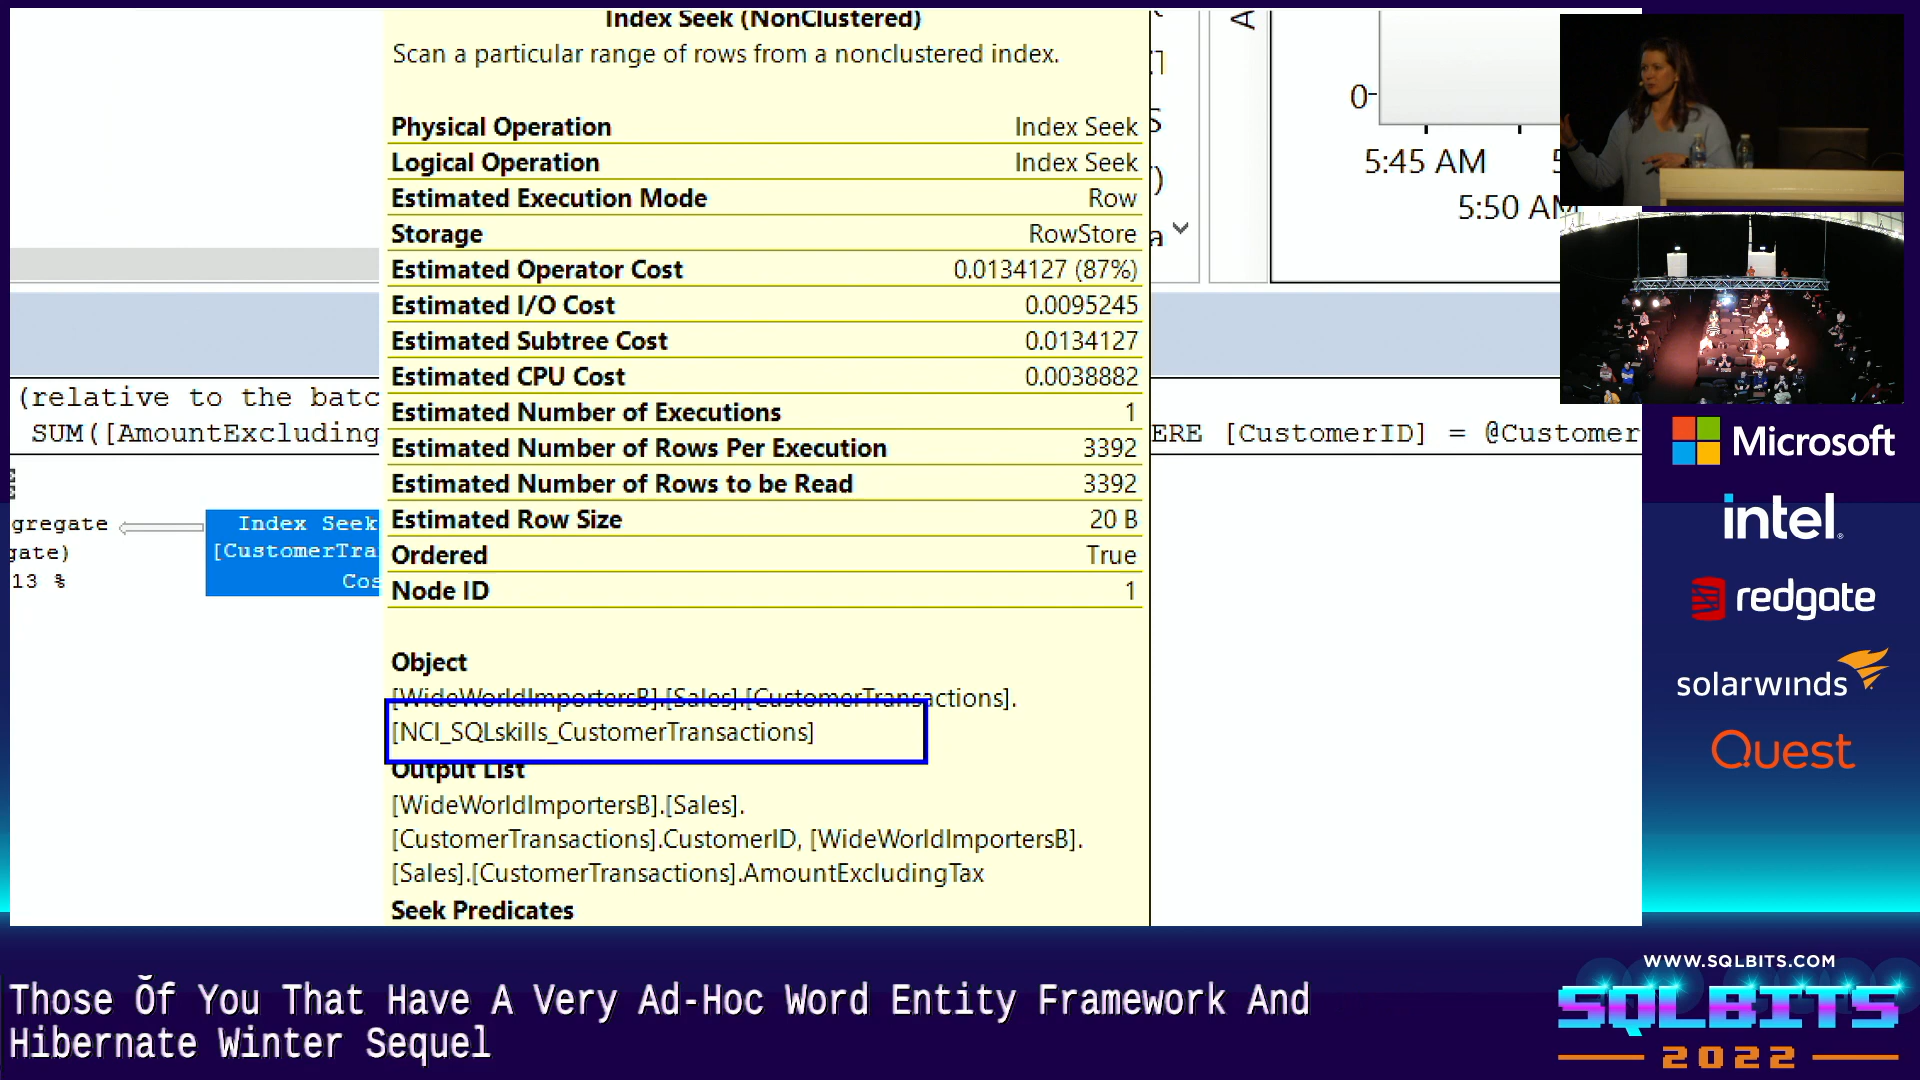 Index Seek (NonClustered)
Scan a particular range of rows from a nonclustered index.
Physical Operation Index Seek
Logical Operation Index Seek
Estimated Execution Mode Row
Storage RowStore
Estimated Operator Cost 0.0134127 (87%)
Estimated I/O Cost 0.0095245
Estimated Subtree Cost 0.0134127
Estimated CPU Cost 0.0038882
Estimated Number of Executions 1
Estimated Number of Rows Per Execution 3392
Estimated Number of Rows to be Read 3392
Estimated Row Size 20 B
Ordered True
Node ID 1
Object
[WideWorldImportersB].[Sales].[CustomerTransactions].
[NCI_SQLskills_CustomerTransactions]
Output List
[WideWorldImportersB].[Sales].
[CustomerTransactions].CustomerID, [WideWorldImportersB].
[Sales].[CustomerTransactions].AmountExcludingTax
Seek Predicates
(relative to the batc
SUM([AmountExcluding
ERE [CustomerID] = @Customer
gregate
gate)
13 %
Index Seek
[CustomerTra
Cos
0
5:45 AM
5:50 AM
Microsoft
intel.
redgate
solarwinds
Quest
WWW.SQLBITS.COM
SQLBITS
2022
Those Of You That Have A Very Ad-Hoc Word Entity Framework And
Hibernate Winter Sequel